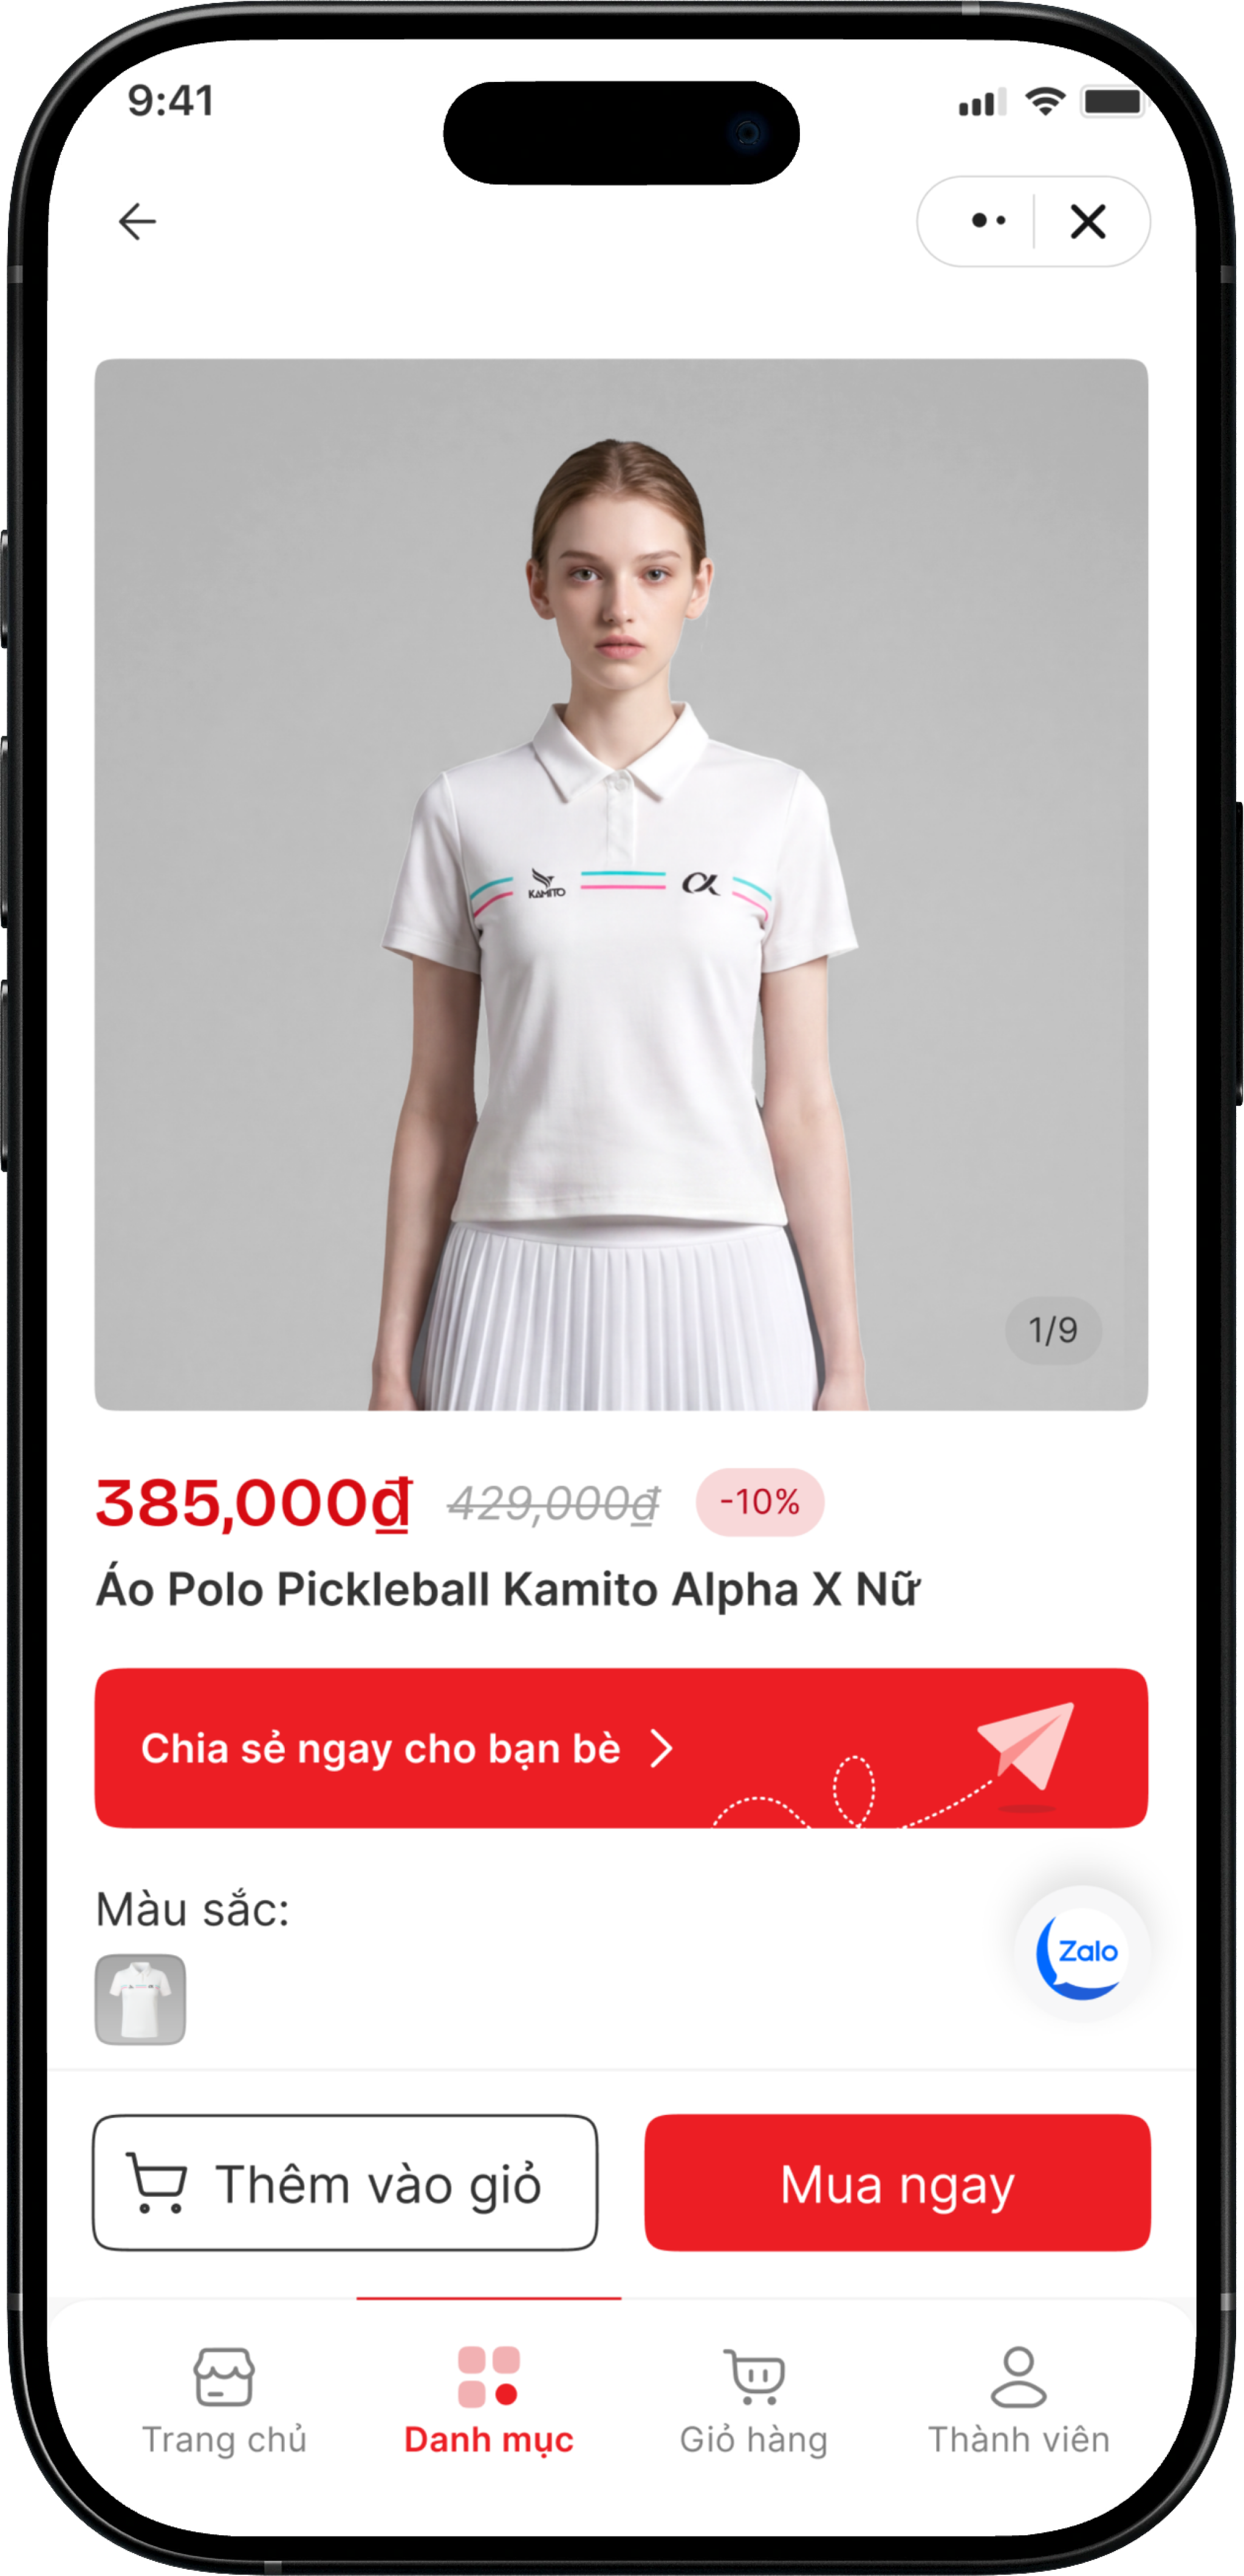 9:41
KAMITO
α
1/9
385,000₫ 429,000₫ -10%
Áo Polo Pickleball Kamito Alpha X Nữ
Chia sẻ ngay cho bạn bè
Màu sắc:
Zalo
Thêm vào giỏ
Mua ngay
Trang chủ
Danh mục
Giỏ hàng
Thành viên